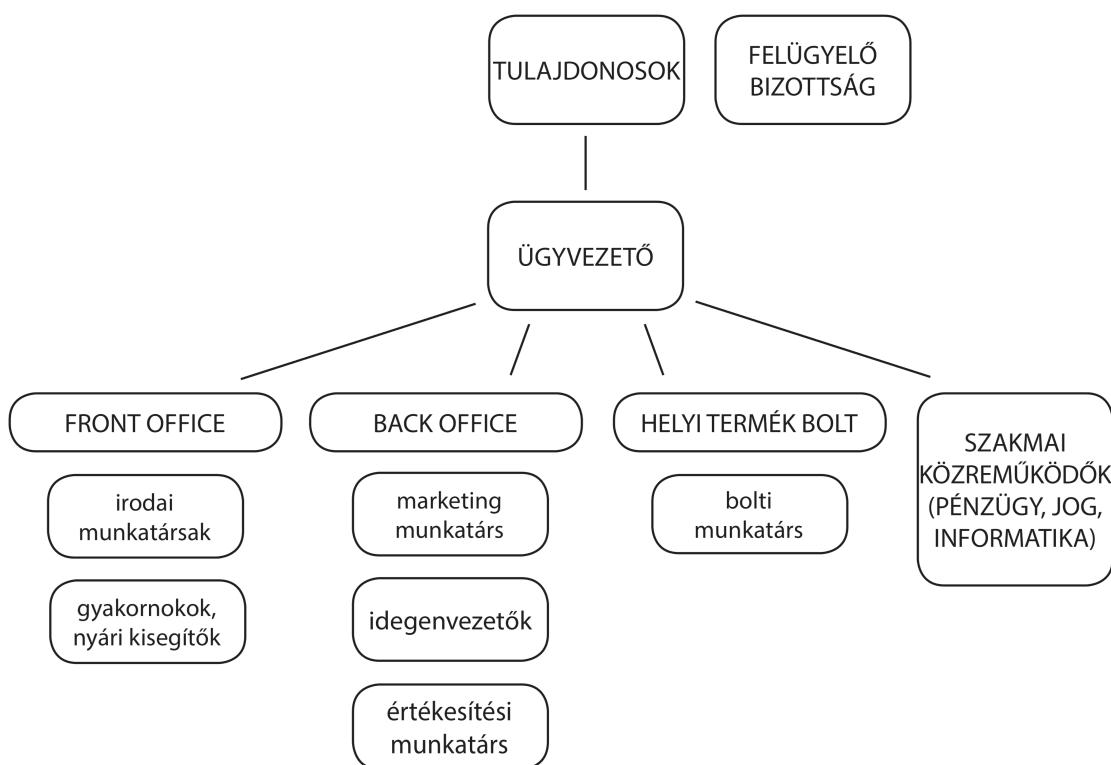 TULAJDONOSOK
FELÜGYELŐ
BIZOTTSÁG
ÜGYVEZETŐ
FRONT OFFICE
irodai
munkatársak
gyakornokok,
nyári kisegítők
BACK OFFICE
marketing
munkatárs
idegenvezetők
értékesítési
munkatárs
HELYI TERMÉK BOLT
bolti
munkatárs
SZAKMAI
KÖZREMŰKÖDŐK
(PÉNZÜGY, JOG,
INFORMATIKA)